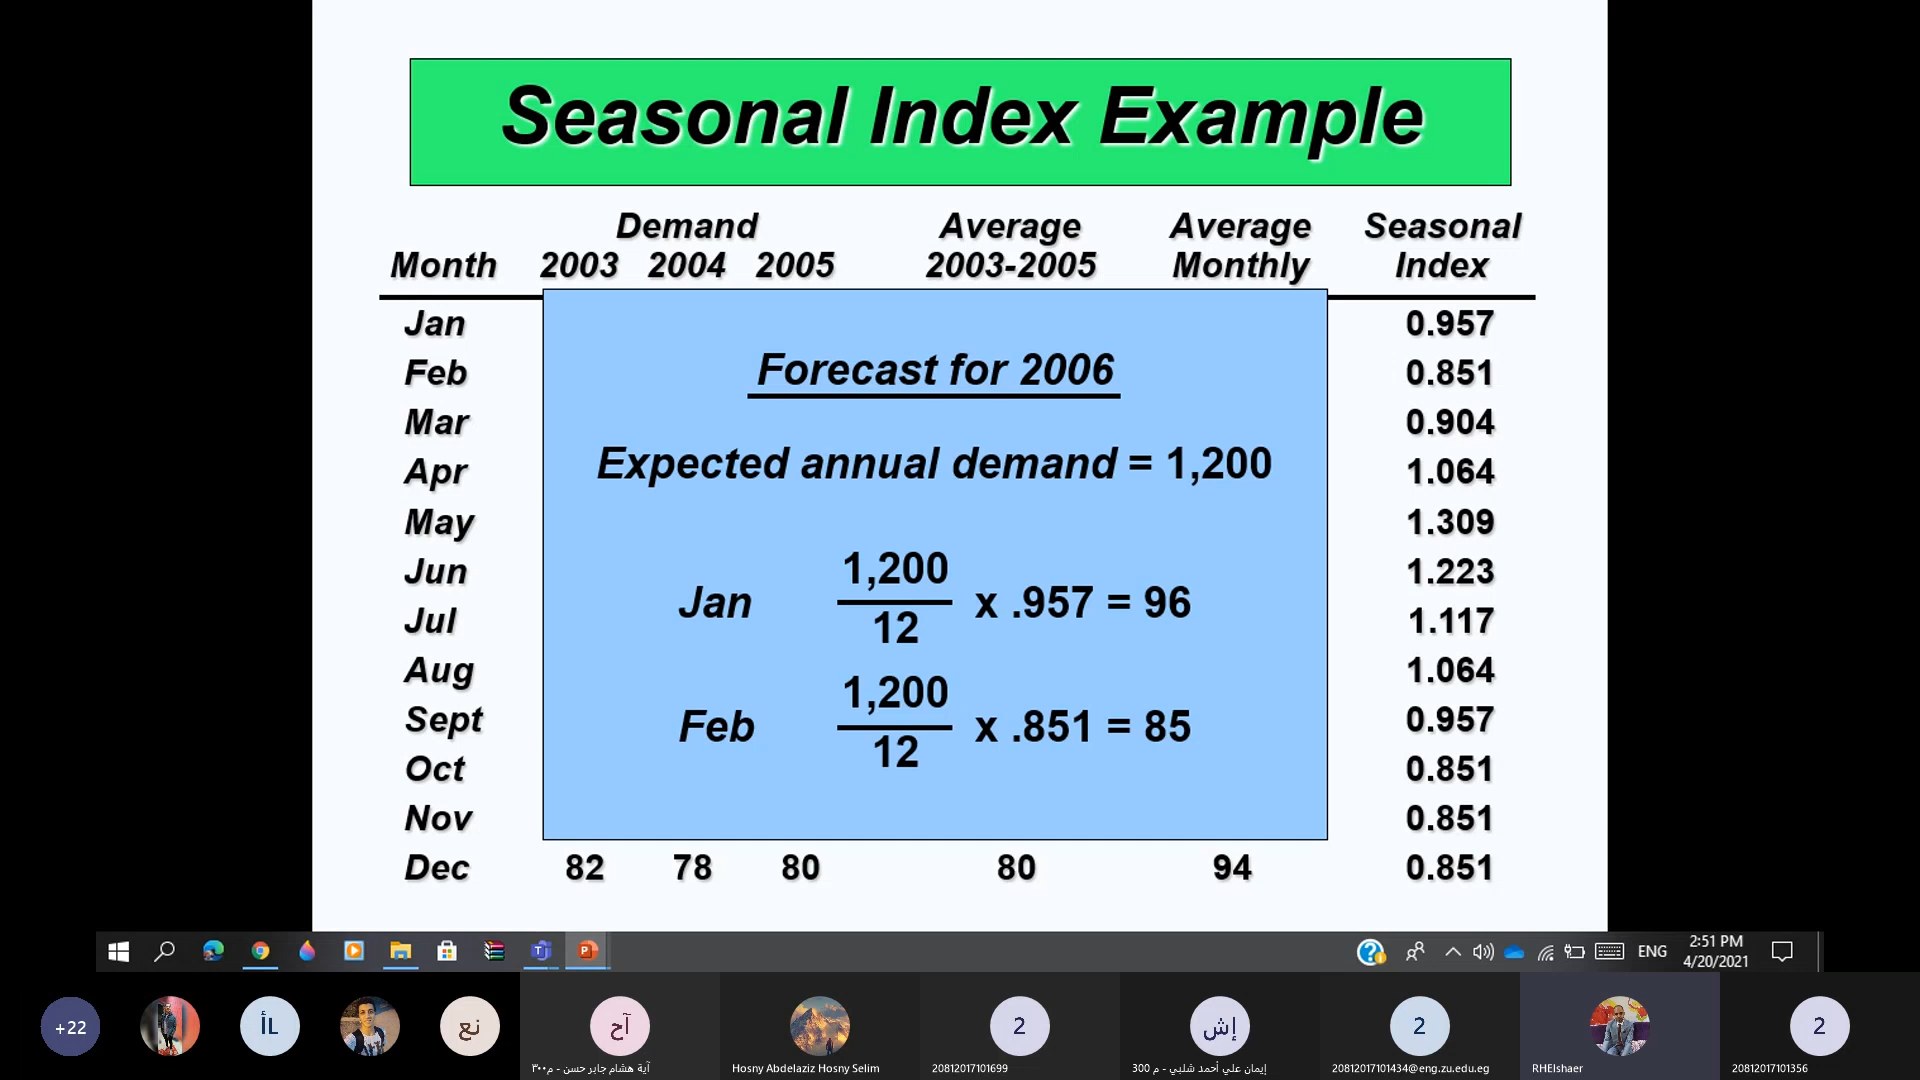 Seasonal Index Example
Demand Average Average Seasonal
Month 2003 2004 2005 2003-2005 Monthly Index
Jan 0.957
Feb 0.851
Mar 0.904
Apr 1.064
May 1.309
Jun 1.223
Jul 1.117
Aug 1.064
Sept 0.957
Oct 0.851
Nov 0.851
Dec 82 78 80 80 94 0.851
Forecast for 2006
Expected annual demand = 1,200
Jan 1,200 / 12 x .957 = 96
Feb 1,200 / 12 x .851 = 85
ENG
2:51 PM
4/20/2021
+22
أل
نع
آح
2
إش
2
2
آية هشام جابر حسن - م٣٠٠
Hosny Abdelaziz Hosny Selim
20812017101699
إيمان علي أحمد شلبي - م 300
20812017101434@eng.zu.edu.eg
RHElshaer
20812017101356